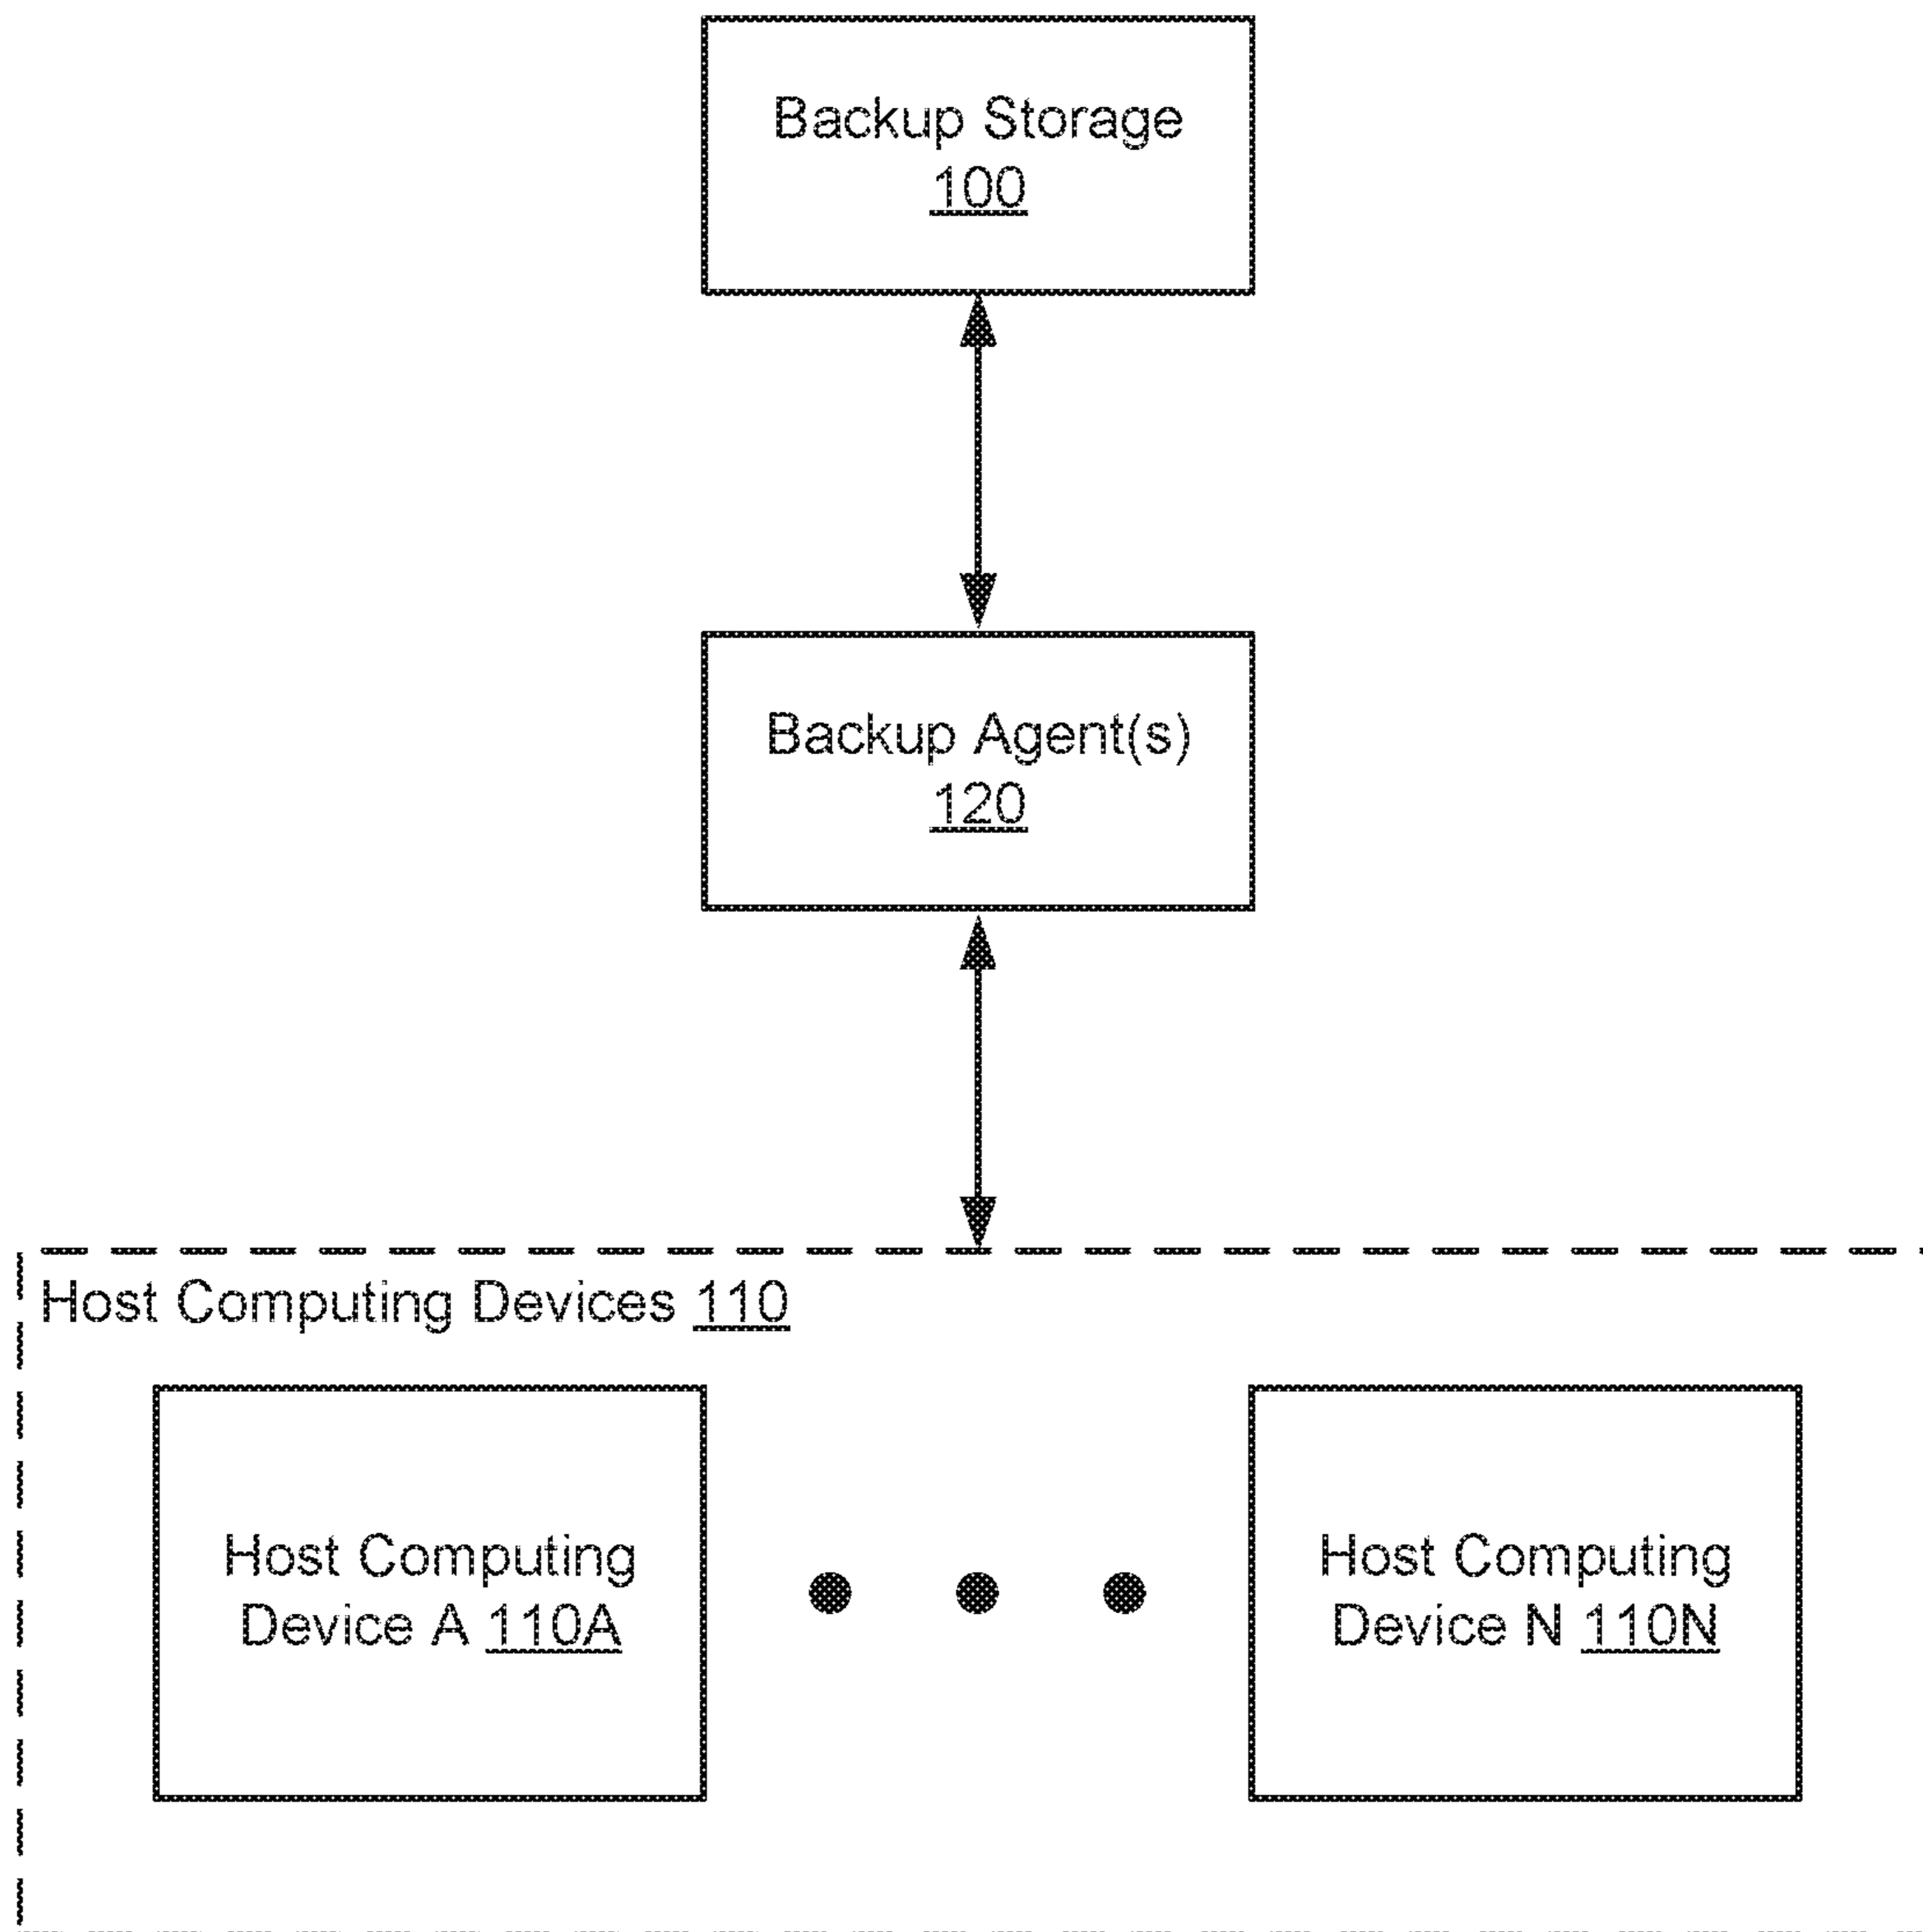 Backup Storage
100
Backup Agent(s)
120
Host Computing Devices 110
Host Computing
Device A 110A
Host Computing
Device N 110N